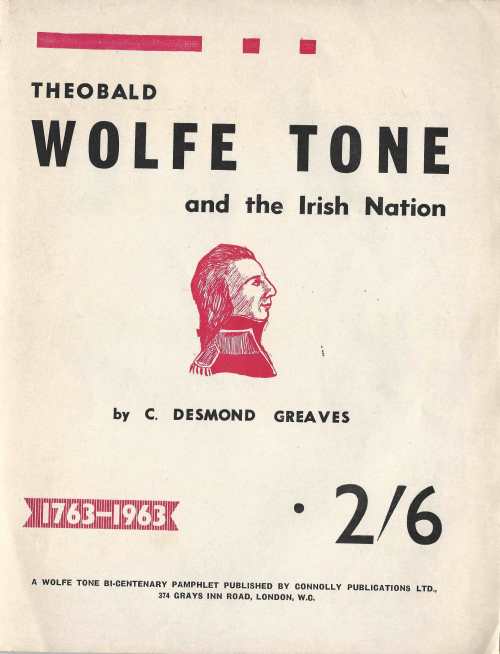 THEOBALD
WOLFE TONE
and the Irish Nation
by C. DESMOND GREAVES
1763–1963
· 2/6
A WOLFE TONE BI-CENTENARY PAMPHLET PUBLISHED BY CONNOLLY PUBLICATIONS LTD.,
374 GRAYS INN ROAD, LONDON, W.C.